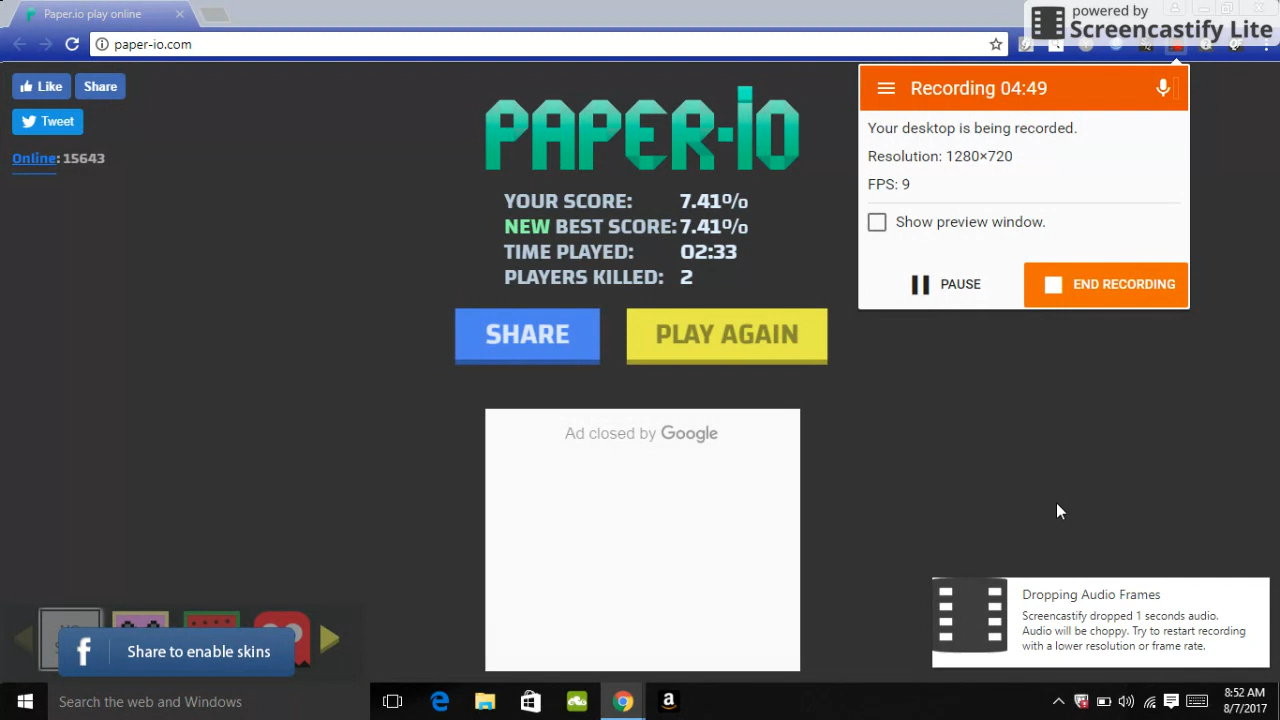 Paper.io play online
powered by
Screencastify Lite
paper-io.com
Like
Share
Tweet
Online: 15643
PAPER-IO
YOUR SCORE: 7.41%
NEW BEST SCORE: 7.41%
TIME PLAYED: 02:33
PLAYERS KILLED: 2
SHARE
PLAY AGAIN
Ad closed by Google
Recording 04:49
Your desktop is being recorded.
Resolution: 1280×720
FPS: 9
Show preview window.
PAUSE
END RECORDING
Dropping Audio Frames
Screencastify dropped 1 seconds audio.
Audio will be choppy. Try to restart recording
with a lower resolution or frame rate.
Share to enable skins
Search the web and Windows
8:52 AM
8/7/2017